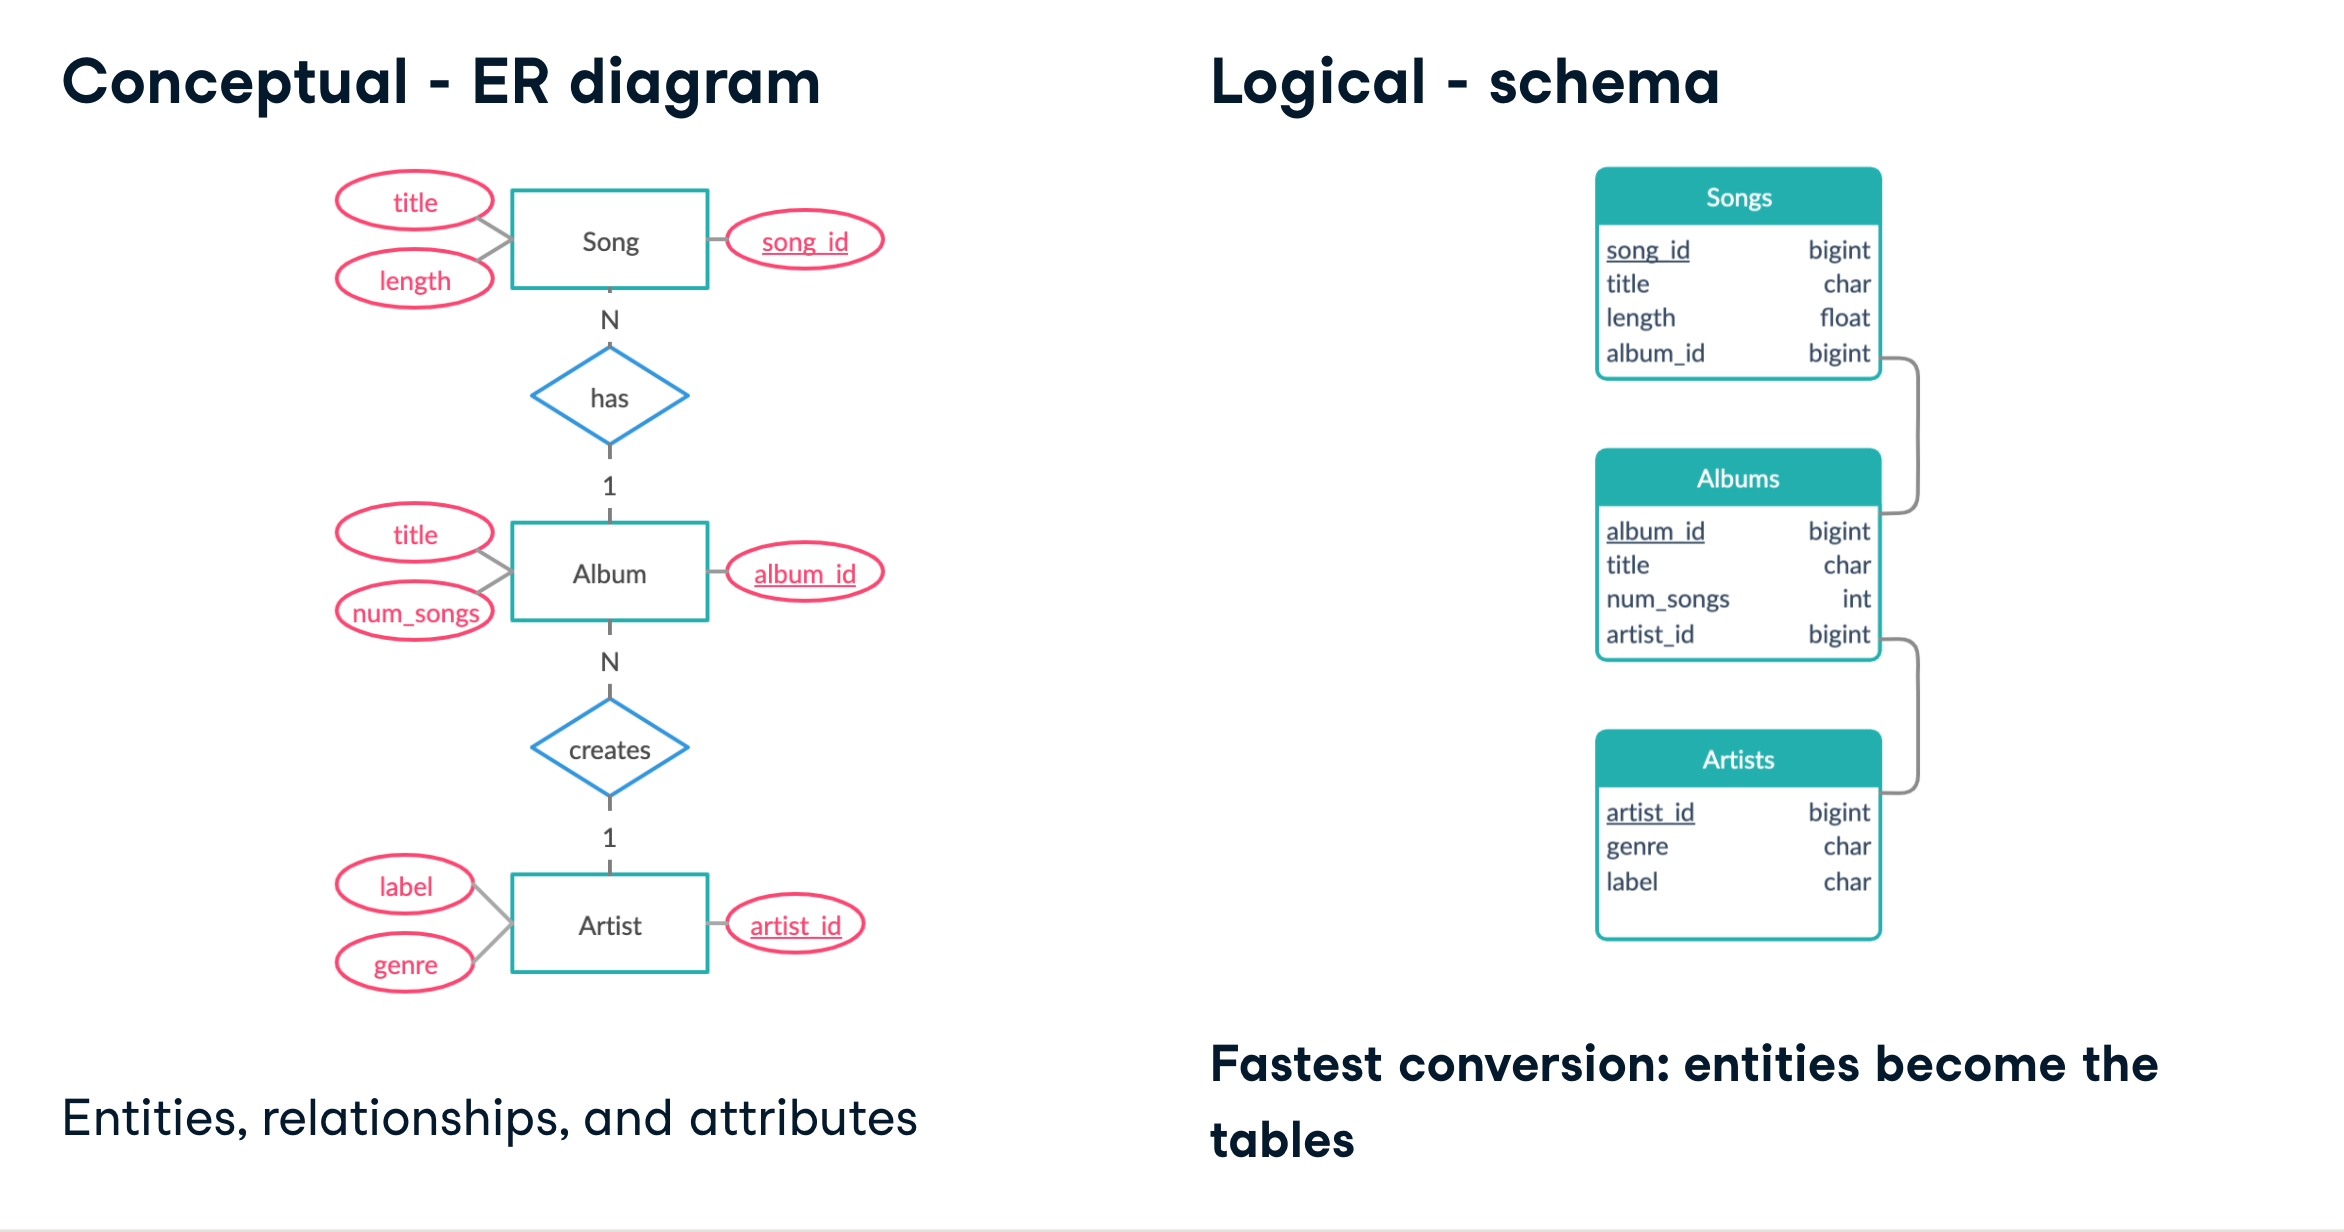 Conceptual - ER diagram
title
length
Song
song_id
N
has
1
title
num_songs
Album
album_id
N
creates
1
label
genre
Artist
artist_id
Entities, relationships, and attributes
Logical - schema
Songs
song_id bigint
title char
length float
album_id bigint
Albums
album_id bigint
title char
num_songs int
artist_id bigint
Artists
artist_id bigint
genre char
label char
Fastest conversion: entities become the
tables